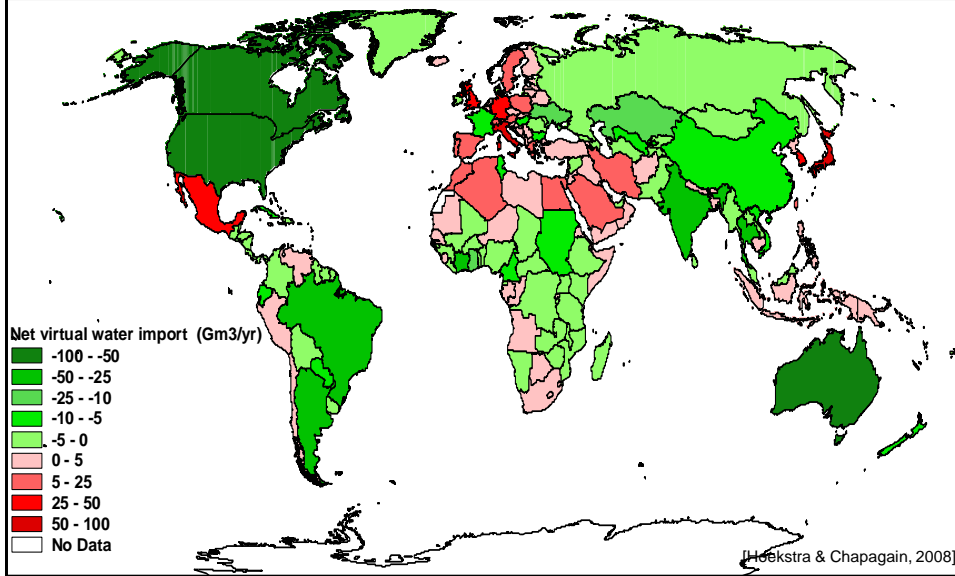 Net virtual water import (Gm3/yr)
-100 - -50
-50 - -25
-25 - -10
-10 - -5
-5 - 0
0 - 5
5 - 25
25 - 50
50 - 100
No Data
[Hoekstra & Chapagain, 2008]